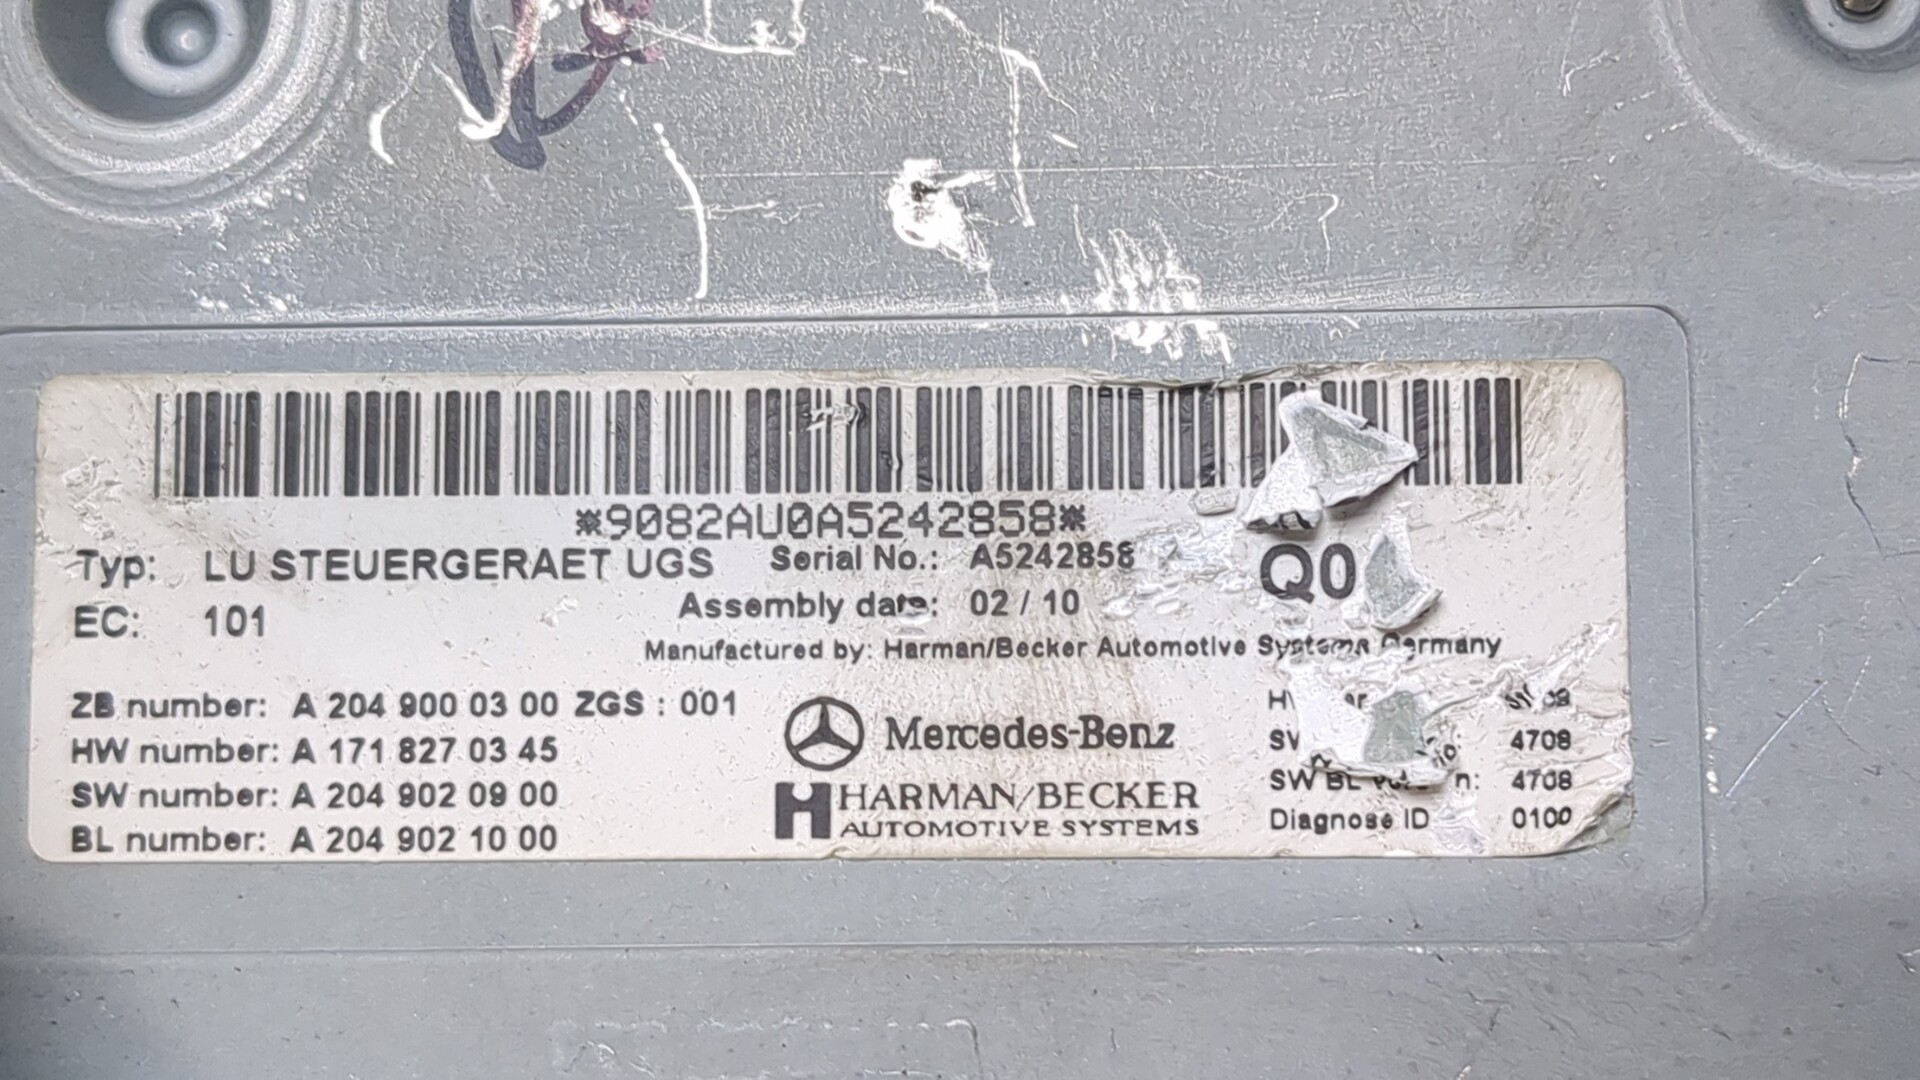 *9082AU0A5242858*
Typ: LU STEUERGERAET UGS Serial No.: A5242858 Q0
EC: 101 Assembly date: 02 / 10
Manufactured by: Harman/Becker Automotive Systems Germany
ZB number: A 204 900 03 00 ZGS : 001
HW number: A 171 827 03 45
SW number: A 204 902 09 00
BL number: A 204 902 10 00
Mercedes-Benz
HARMAN/BECKER
AUTOMOTIVE SYSTEMS
4708
SW BL 4708
Diagnose ID 0100